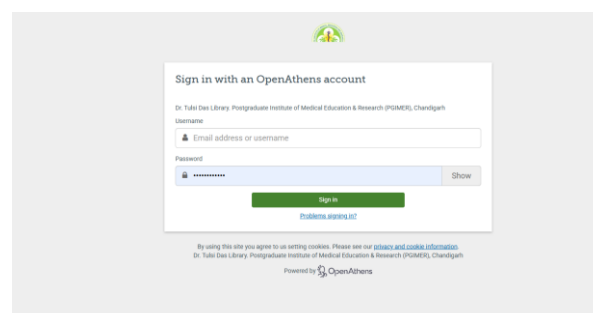 Sign in with an OpenAthens account
Dr. Tulsi Das Library. Postgraduate Institute of Medical Education & Research (PGIMER), Chandigarh
Username
Email address or username
Password
••••••••••••
Show
Sign in
Problems signing in?
By using this site you agree to us setting cookies. Please see our privacy and cookie information.
Dr. Tulsi Das Library. Postgraduate Institute of Medical Education & Research (PGIMER), Chandigarh
Powered by OpenAthens